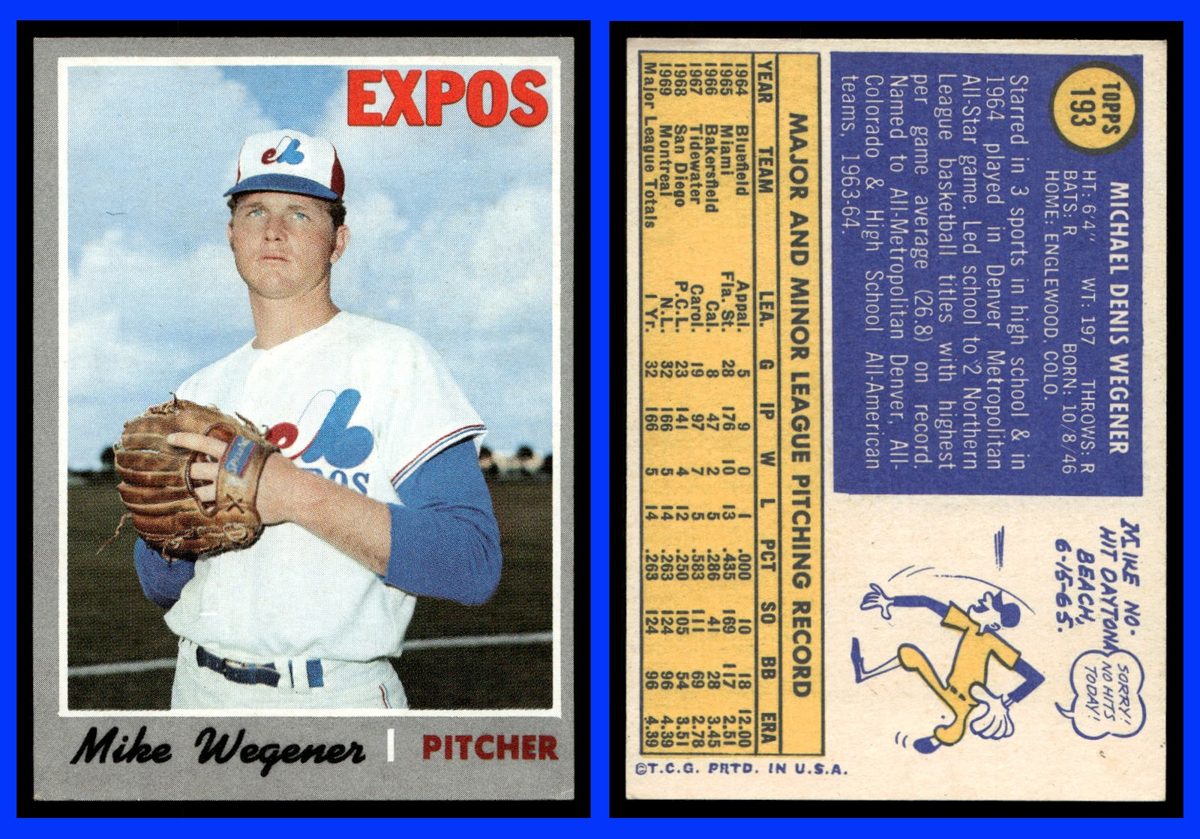 EXPOS
eb
eb
Mike Wegener | PITCHER
TOPPS
193
MICHAEL DENIS WEGENER
HT: 6'4" WT: 197 THROWS: R
BATS: R BORN: 10/8/46
HOME: ENGLEWOOD, COLO.
Starred in 3 sports in high school & in
1964 played in Denver Metropolitan
All-Star game. Led school to 2 Northern
League basketball titles with highest
per game average (26.8) on record.
Named to All-Metropolitan Denver, All-
Colorado & High School All-American
teams, 1963-64.
MIKE NO-
HIT DAYTONA
BEACH,
6-15-65.
SORRY!
NO HITS
TODAY!
MAJOR AND MINOR LEAGUE PITCHING RECORD
YEAR TEAM LEA. G IP W L PCT SO BB ERA
1964 Bluefield Appal. 5 9 0 1 .000 10 18 12.00
1965 Miami Fla. St. 28 176 10 13 .435 169 117 2.51
1966 Bakersfield Cal. 8 47 2 5 .286 41 28 3.45
1967 Tidewater Carol. 19 97 7 5 .583 111 69 2.78
1968 San Diego P.C.L. 23 141 4 12 .250 105 54 3.51
1969 Montreal N.L. 32 166 5 14 .263 124 96 4.39
Major League Totals 1 Yr. 32 166 5 14 .263 124 96 4.39
©T.C.G. PRTD. IN U.S.A.